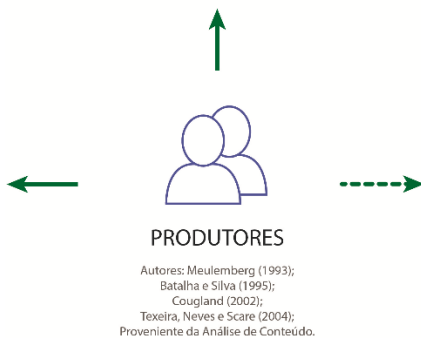 PRODUTORES
Autores: Meulemberg (1993);
Batalha e Silva (1995);
Cougland (2002);
Texeira, Neves e Scare (2004);
Proveniente da Análise de Conteúdo.